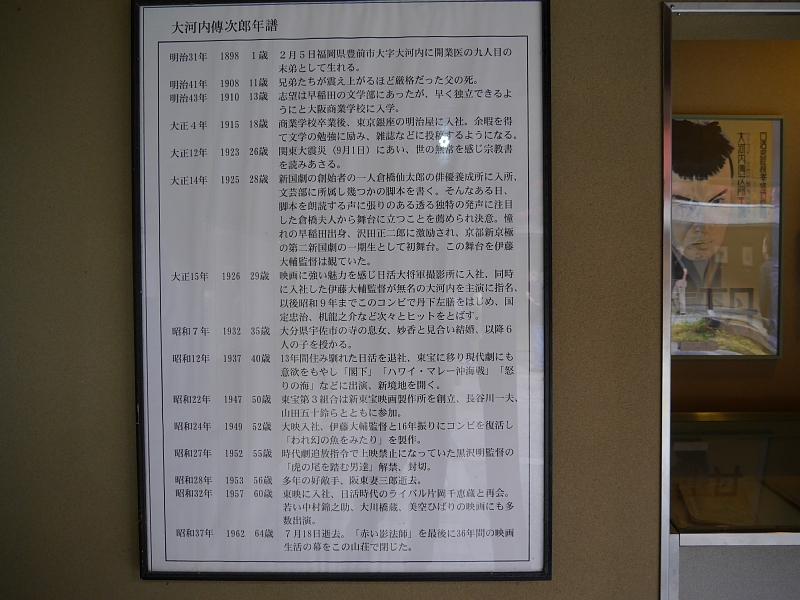 大河内傳次郎年譜
明治31年 1898 1歳 2月5日福岡県豊前市大字大河内に開業医の九人目の
末弟として生れる。
明治41年 1908 11歳 兄弟たちが震え上がるほど厳格だった父の死。
明治43年 1910 13歳 志望は早稲田の文学部にあったが、早く独立できるよ
うにと大阪商業学校に入学。
大正4年 1915 18歳 商業学校卒業後、東京銀座の明治屋に入社。余暇を得
て文学の勉強に励み、雑誌などに投稿するようになる。
大正12年 1923 26歳 関東大震災(9月1日)にあい、世の無常を感じ宗教書
を読みあさる。
大正14年 1925 28歳 新国劇の創始者の一人倉橋仙太郎の俳優養成所に入所、
文芸部に所属し幾つかの脚本を書く。そんなある日、
脚本を朗読する声に張りのある透る独特の発声に注目
した倉橋夫人から舞台に立つことを薦められ決意。憧
れの早稲田出身、沢田正二郎に激励され、京都新京極
の第二新国劇の一期生として初舞台。この舞台を伊藤
大輔監督は観ていた。
大正15年 1926 29歳 映画に強い魅力を感じ日活大将軍撮影所に入社、同時
に入社した伊藤大輔監督が無名の大河内を主演に指名、
以後昭和9年までこのコンビで丹下左膳をはじめ、国
定忠治、机龍之介など次々とヒットをとばす。
昭和7年 1932 35歳 大分県宇佐市の寺の息女、妙香と見合い結婚、以降6
人の子を授かる。
昭和12年 1937 40歳 13年間住み馴れた日活を退社、東宝に移り現代劇にも
意欲をもやし「閣下」「ハワイ・マレー沖海戦」「怒
りの海」などに出演、新境地を開く。
昭和22年 1947 50歳 東宝第3組合は新東宝映画製作所を創立、長谷川一夫、
山田五十鈴らとともに参加。
昭和24年 1949 52歳 大映入社、伊藤大輔監督と16年振りにコンビを復活し
「われ幻の魚をみたり」を製作。
昭和27年 1952 55歳 時代劇追放指令で上映禁止になっていた黒沢明監督の
「虎の尾を踏む男達」解禁、封切。
昭和28年 1953 56歳 多年の好敵手、阪東妻三郎逝去。
昭和32年 1957 60歳 東映に入社、日活時代のライバル片岡千恵蔵と再会。
若い中村錦之助、大川橋蔵、美空ひばりの映画にも多
数出演。
昭和37年 1962 64歳 7月18日逝去。「赤い影法師」を最後に36年間の映画
生活の幕をこの山荘で閉じた。
大河内傳次郎